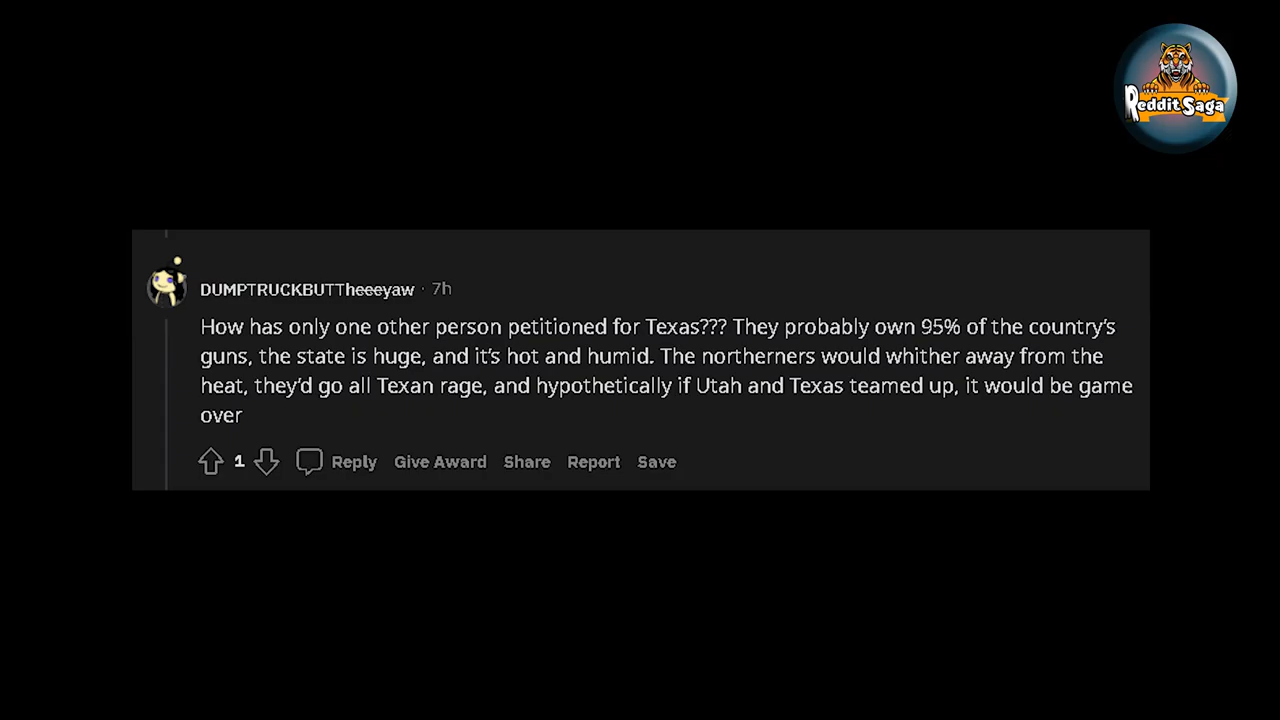 Reddit Saga
DUMPTRUCKBUTTheeeyaw · 7h
How has only one other person petitioned for Texas??? They probably own 95% of the country's
guns, the state is huge, and it's hot and humid. The northerners would whither away from the
heat, they'd go all Texan rage, and hypothetically if Utah and Texas teamed up, it would be game
over
1 Reply Give Award Share Report Save